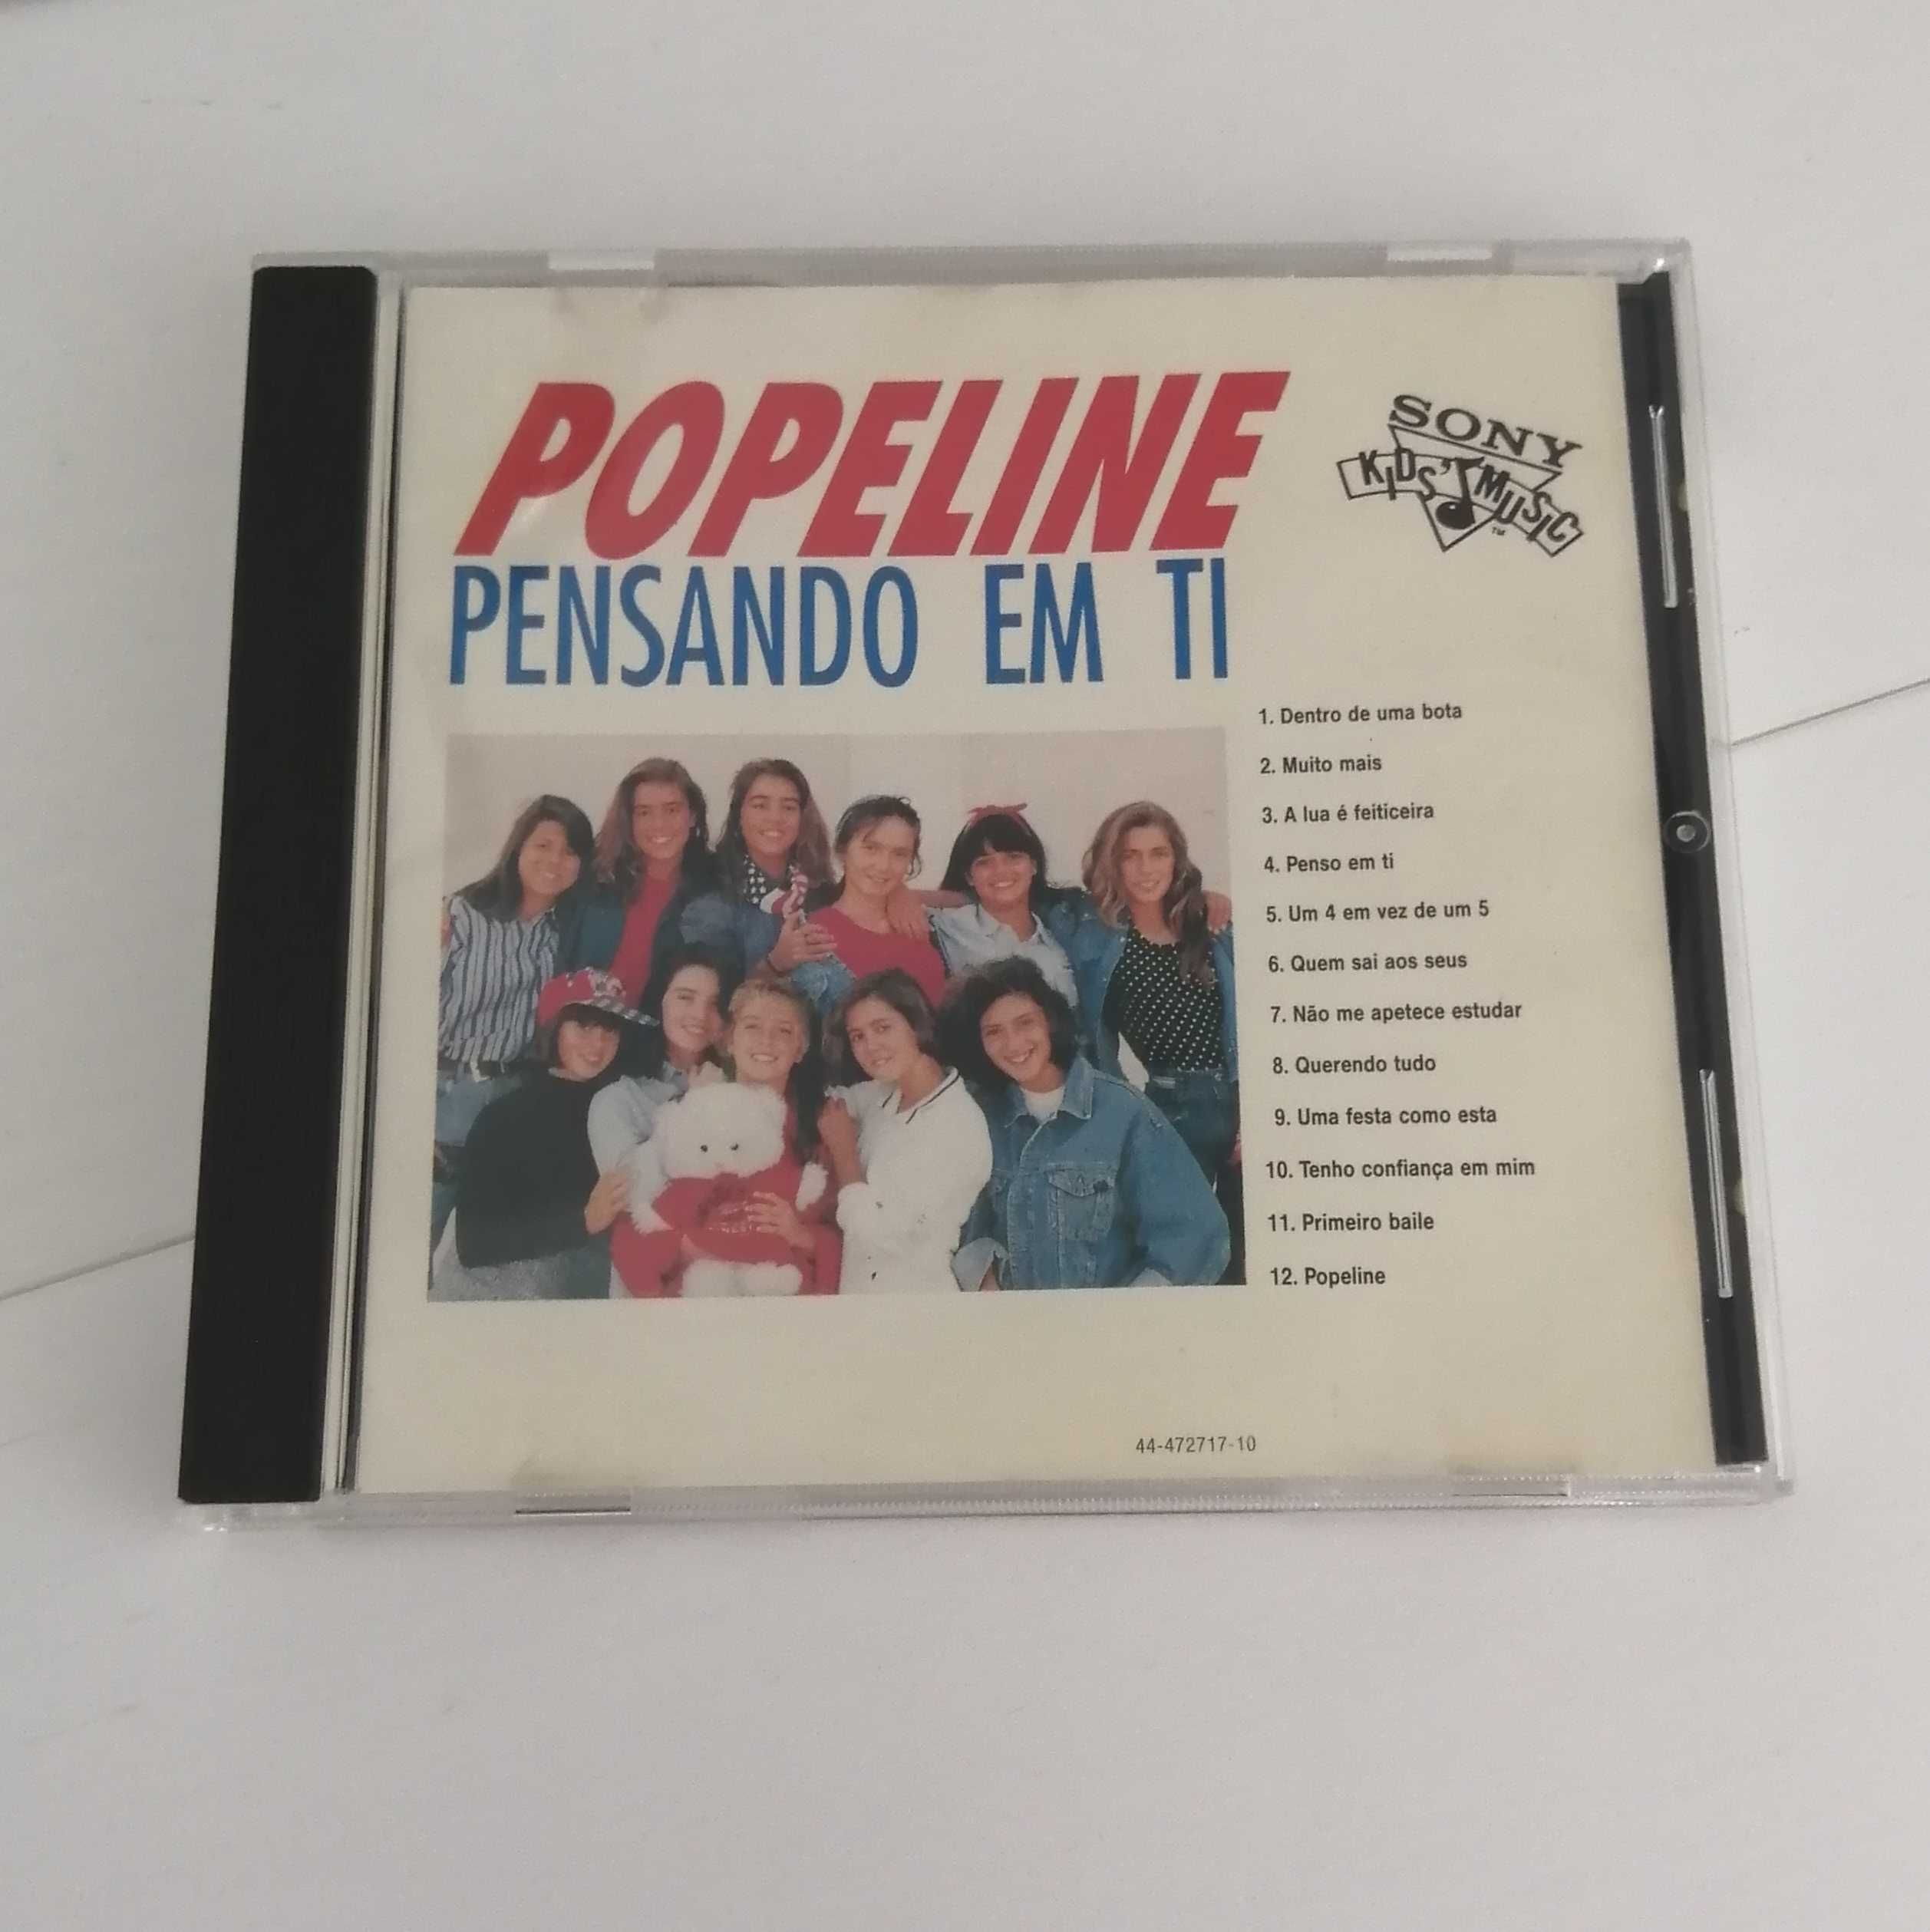 POPELINE
PENSANDO EM TI
SONY
KIDS' MUSIC
TM
1. Dentro de uma bota
2. Muito mais
3. A lua é feiticeira
4. Penso em ti
5. Um 4 em vez de um 5
6. Quem sai aos seus
7. Não me apetece estudar
8. Querendo tudo
9. Uma festa como esta
10. Tenho confiança em mim
11. Primeiro baile
12. Popeline
44-472717-10